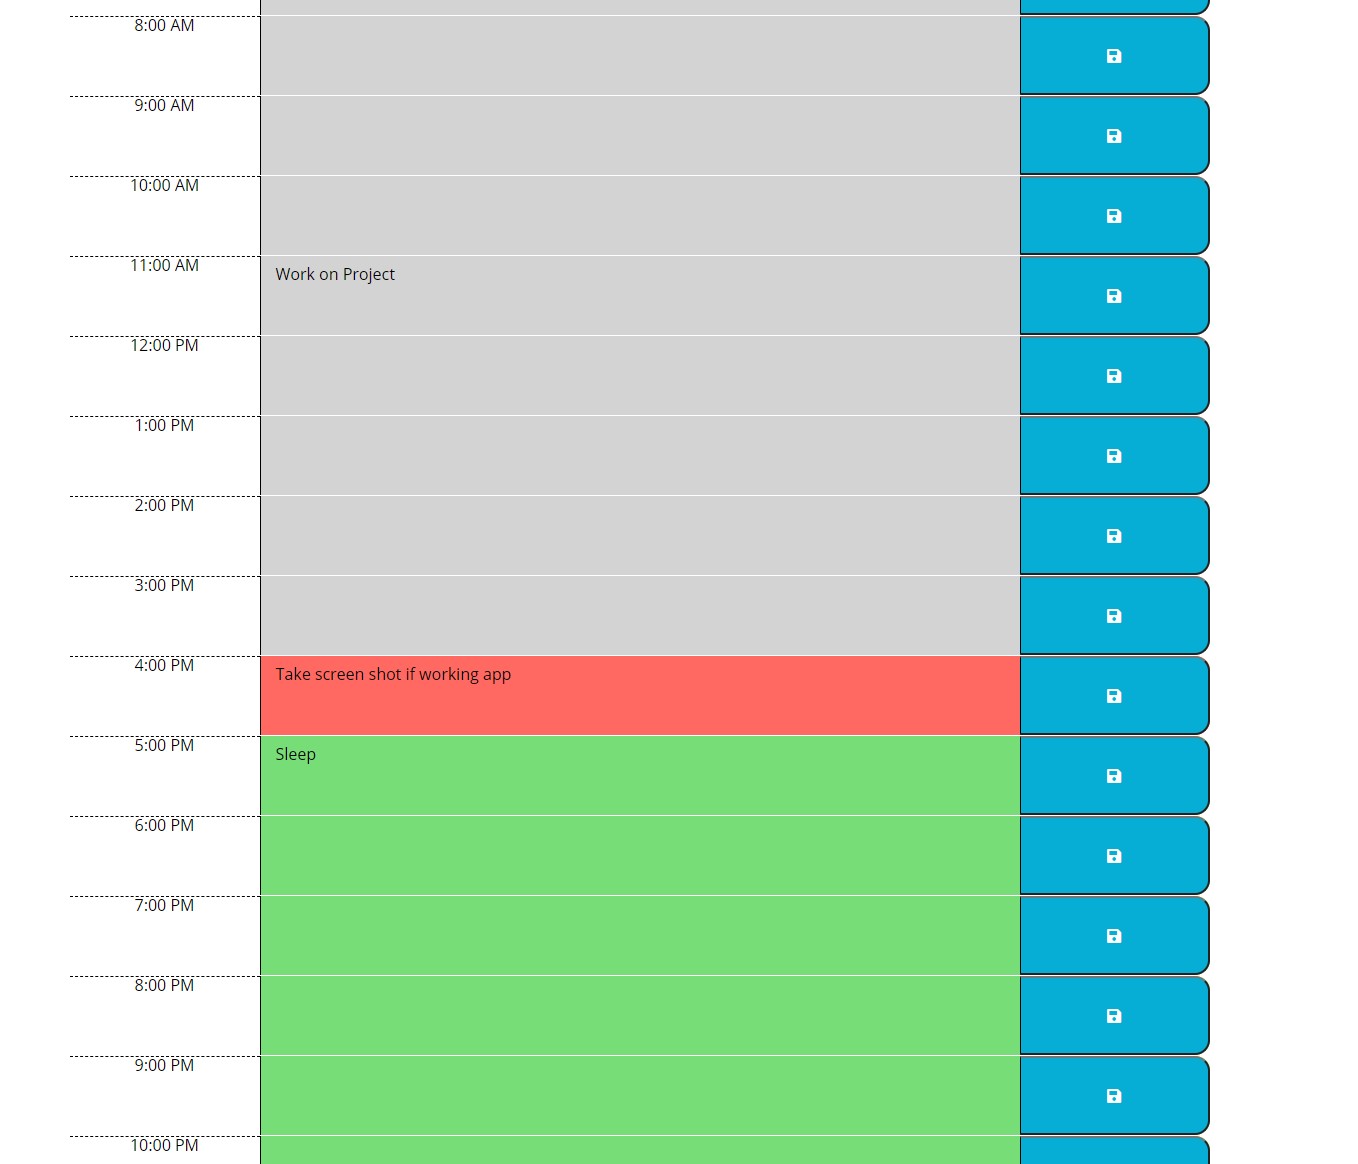 8:00 AM
9:00 AM
10:00 AM
11:00 AM
Work on Project
12:00 PM
1:00 PM
2:00 PM
3:00 PM
4:00 PM
Take screen shot if working app
5:00 PM
Sleep
6:00 PM
7:00 PM
8:00 PM
9:00 PM
10:00 PM